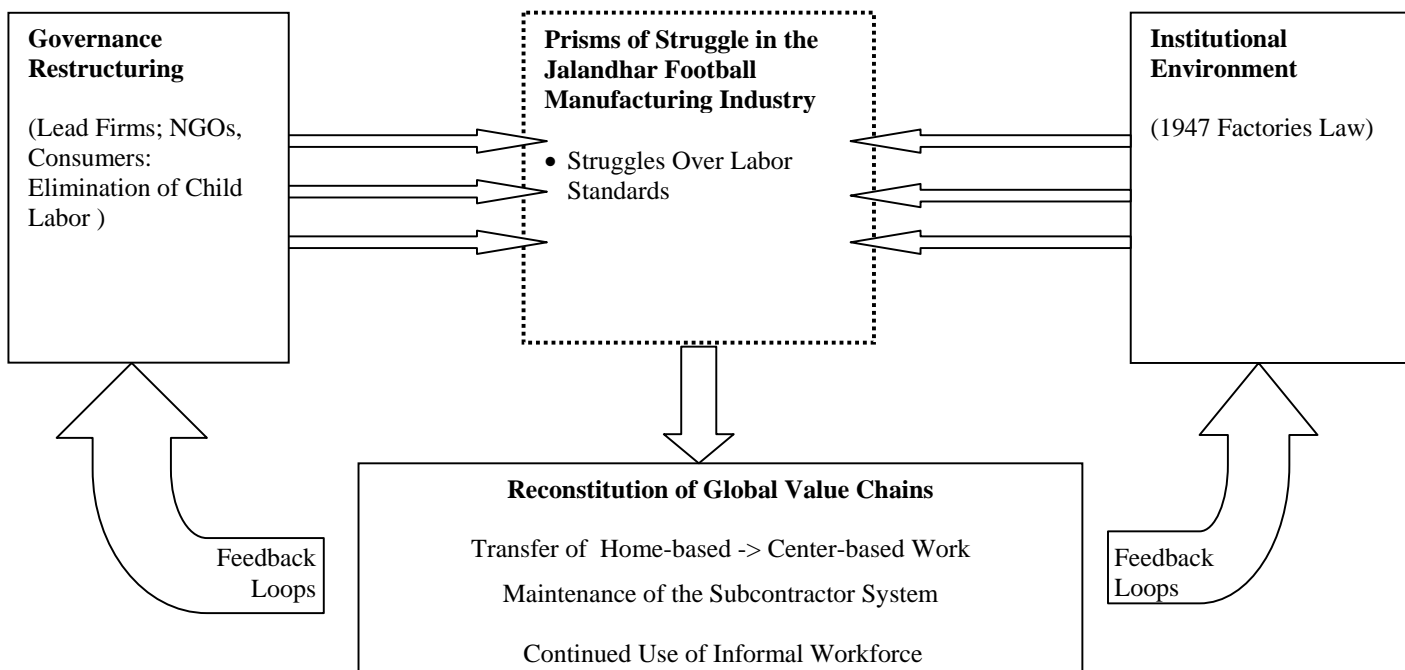 Governance
Restructuring
(Lead Firms; NGOs,
Consumers:
Elimination of Child
Labor )
Prisms of Struggle in the
Jalandhar Football
Manufacturing Industry
• Struggles Over Labor
Standards
Institutional
Environment
(1947 Factories Law)
Reconstitution of Global Value Chains
Transfer of Home-based -> Center-based Work
Maintenance of the Subcontractor System
Continued Use of Informal Workforce
Feedback
Loops
Feedback
Loops